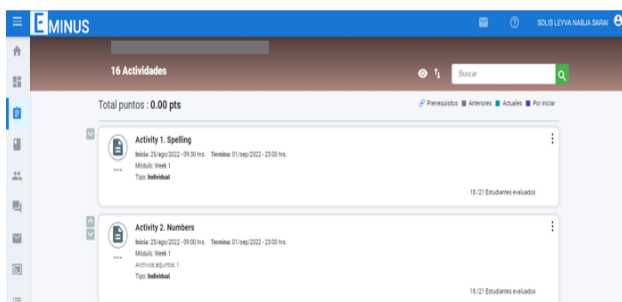 EMINUS
SOLIS LEYVA NABJA SARAI
16 Actividades
Buscar
Total puntos : 0.00 pts
Prerequisitos Anteriores Actuales Por iniciar
Activity 1. Spelling
Inicia: 25/ago/2022 - 09:30 hrs. Termina: 01/sep/2022 - 23:00 hrs.
Módulo: Week 1
Tipo: Individual
18 /21 Estudiantes evaluados
Activity 2. Numbers
Inicia: 25/ago/2022 - 09:00 hrs. Termina: 01/sep/2022 - 23:00 hrs.
Módulo: Week 1
Archivos adjuntos: 1
Tipo: Individual
18 /21 Estudiantes evaluados